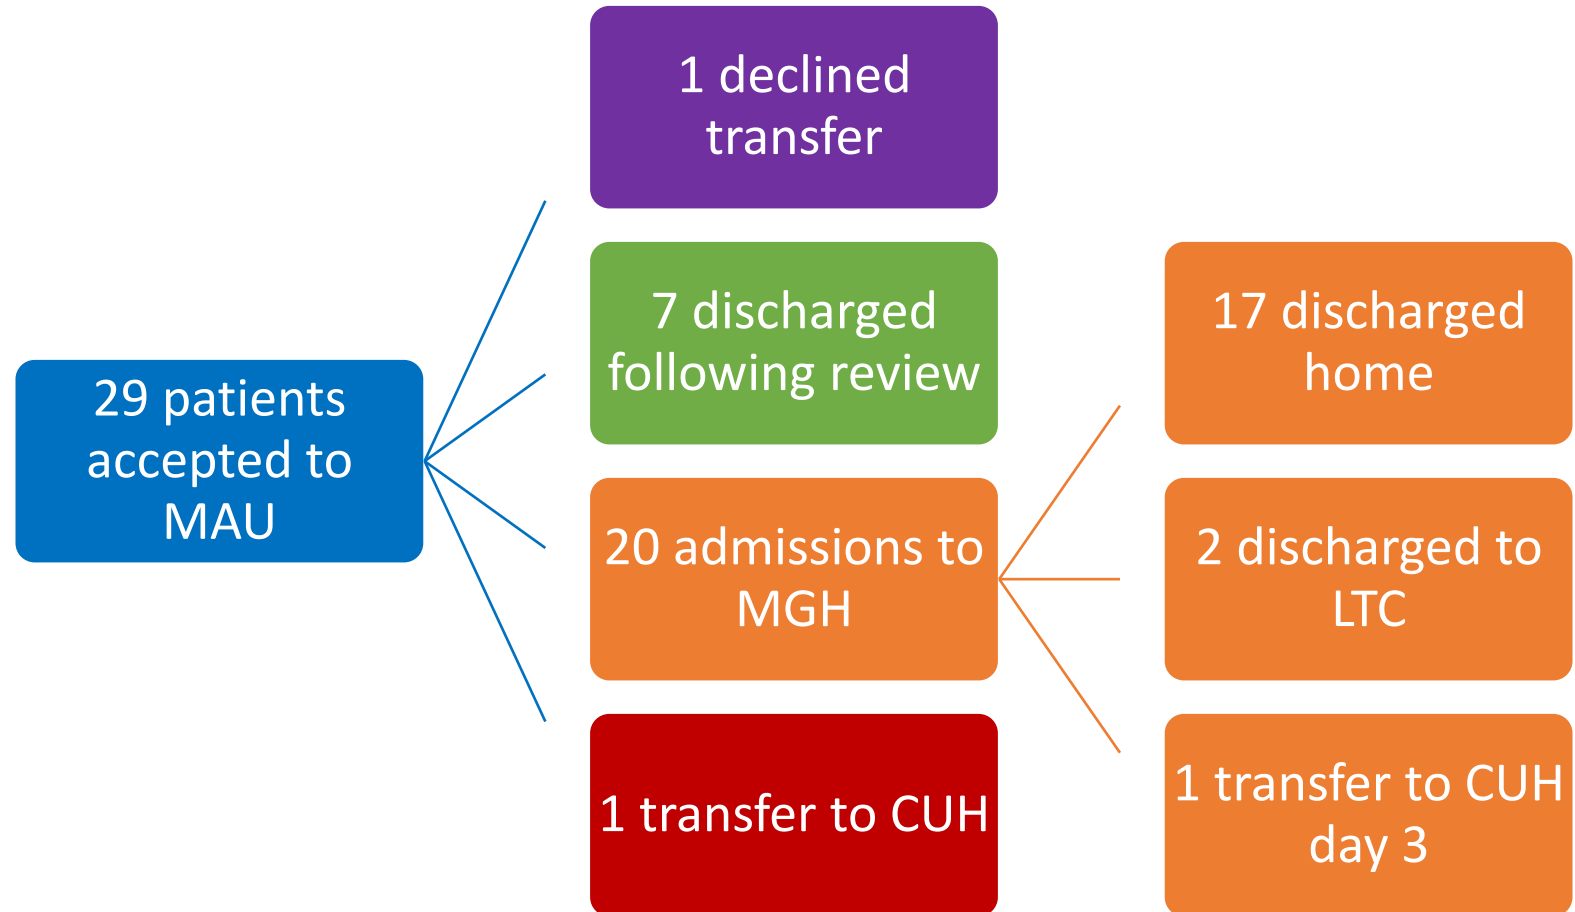 29 patients
accepted to
MAU
1 declined
transfer
7 discharged
following review
20 admissions to
MGH
1 transfer to CUH
17 discharged
home
2 discharged to
LTC
1 transfer to CUH
day 3